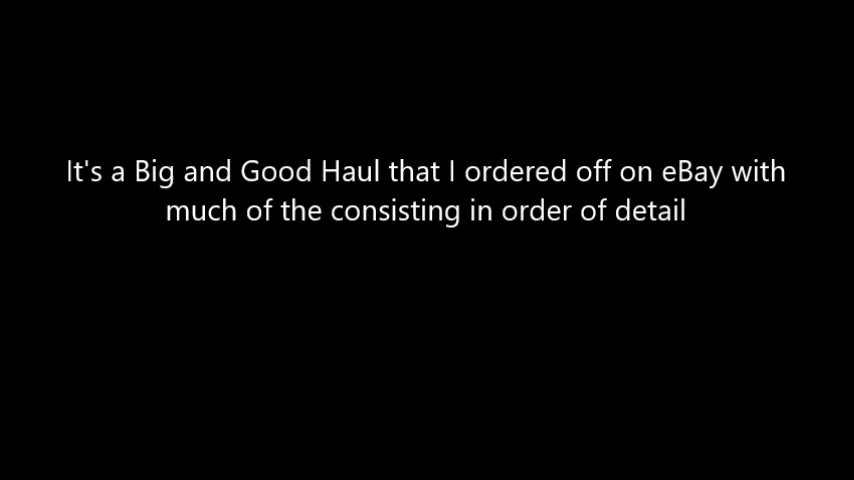 It's a Big and Good Haul that I ordered off on eBay with
much of the consisting in order of detail